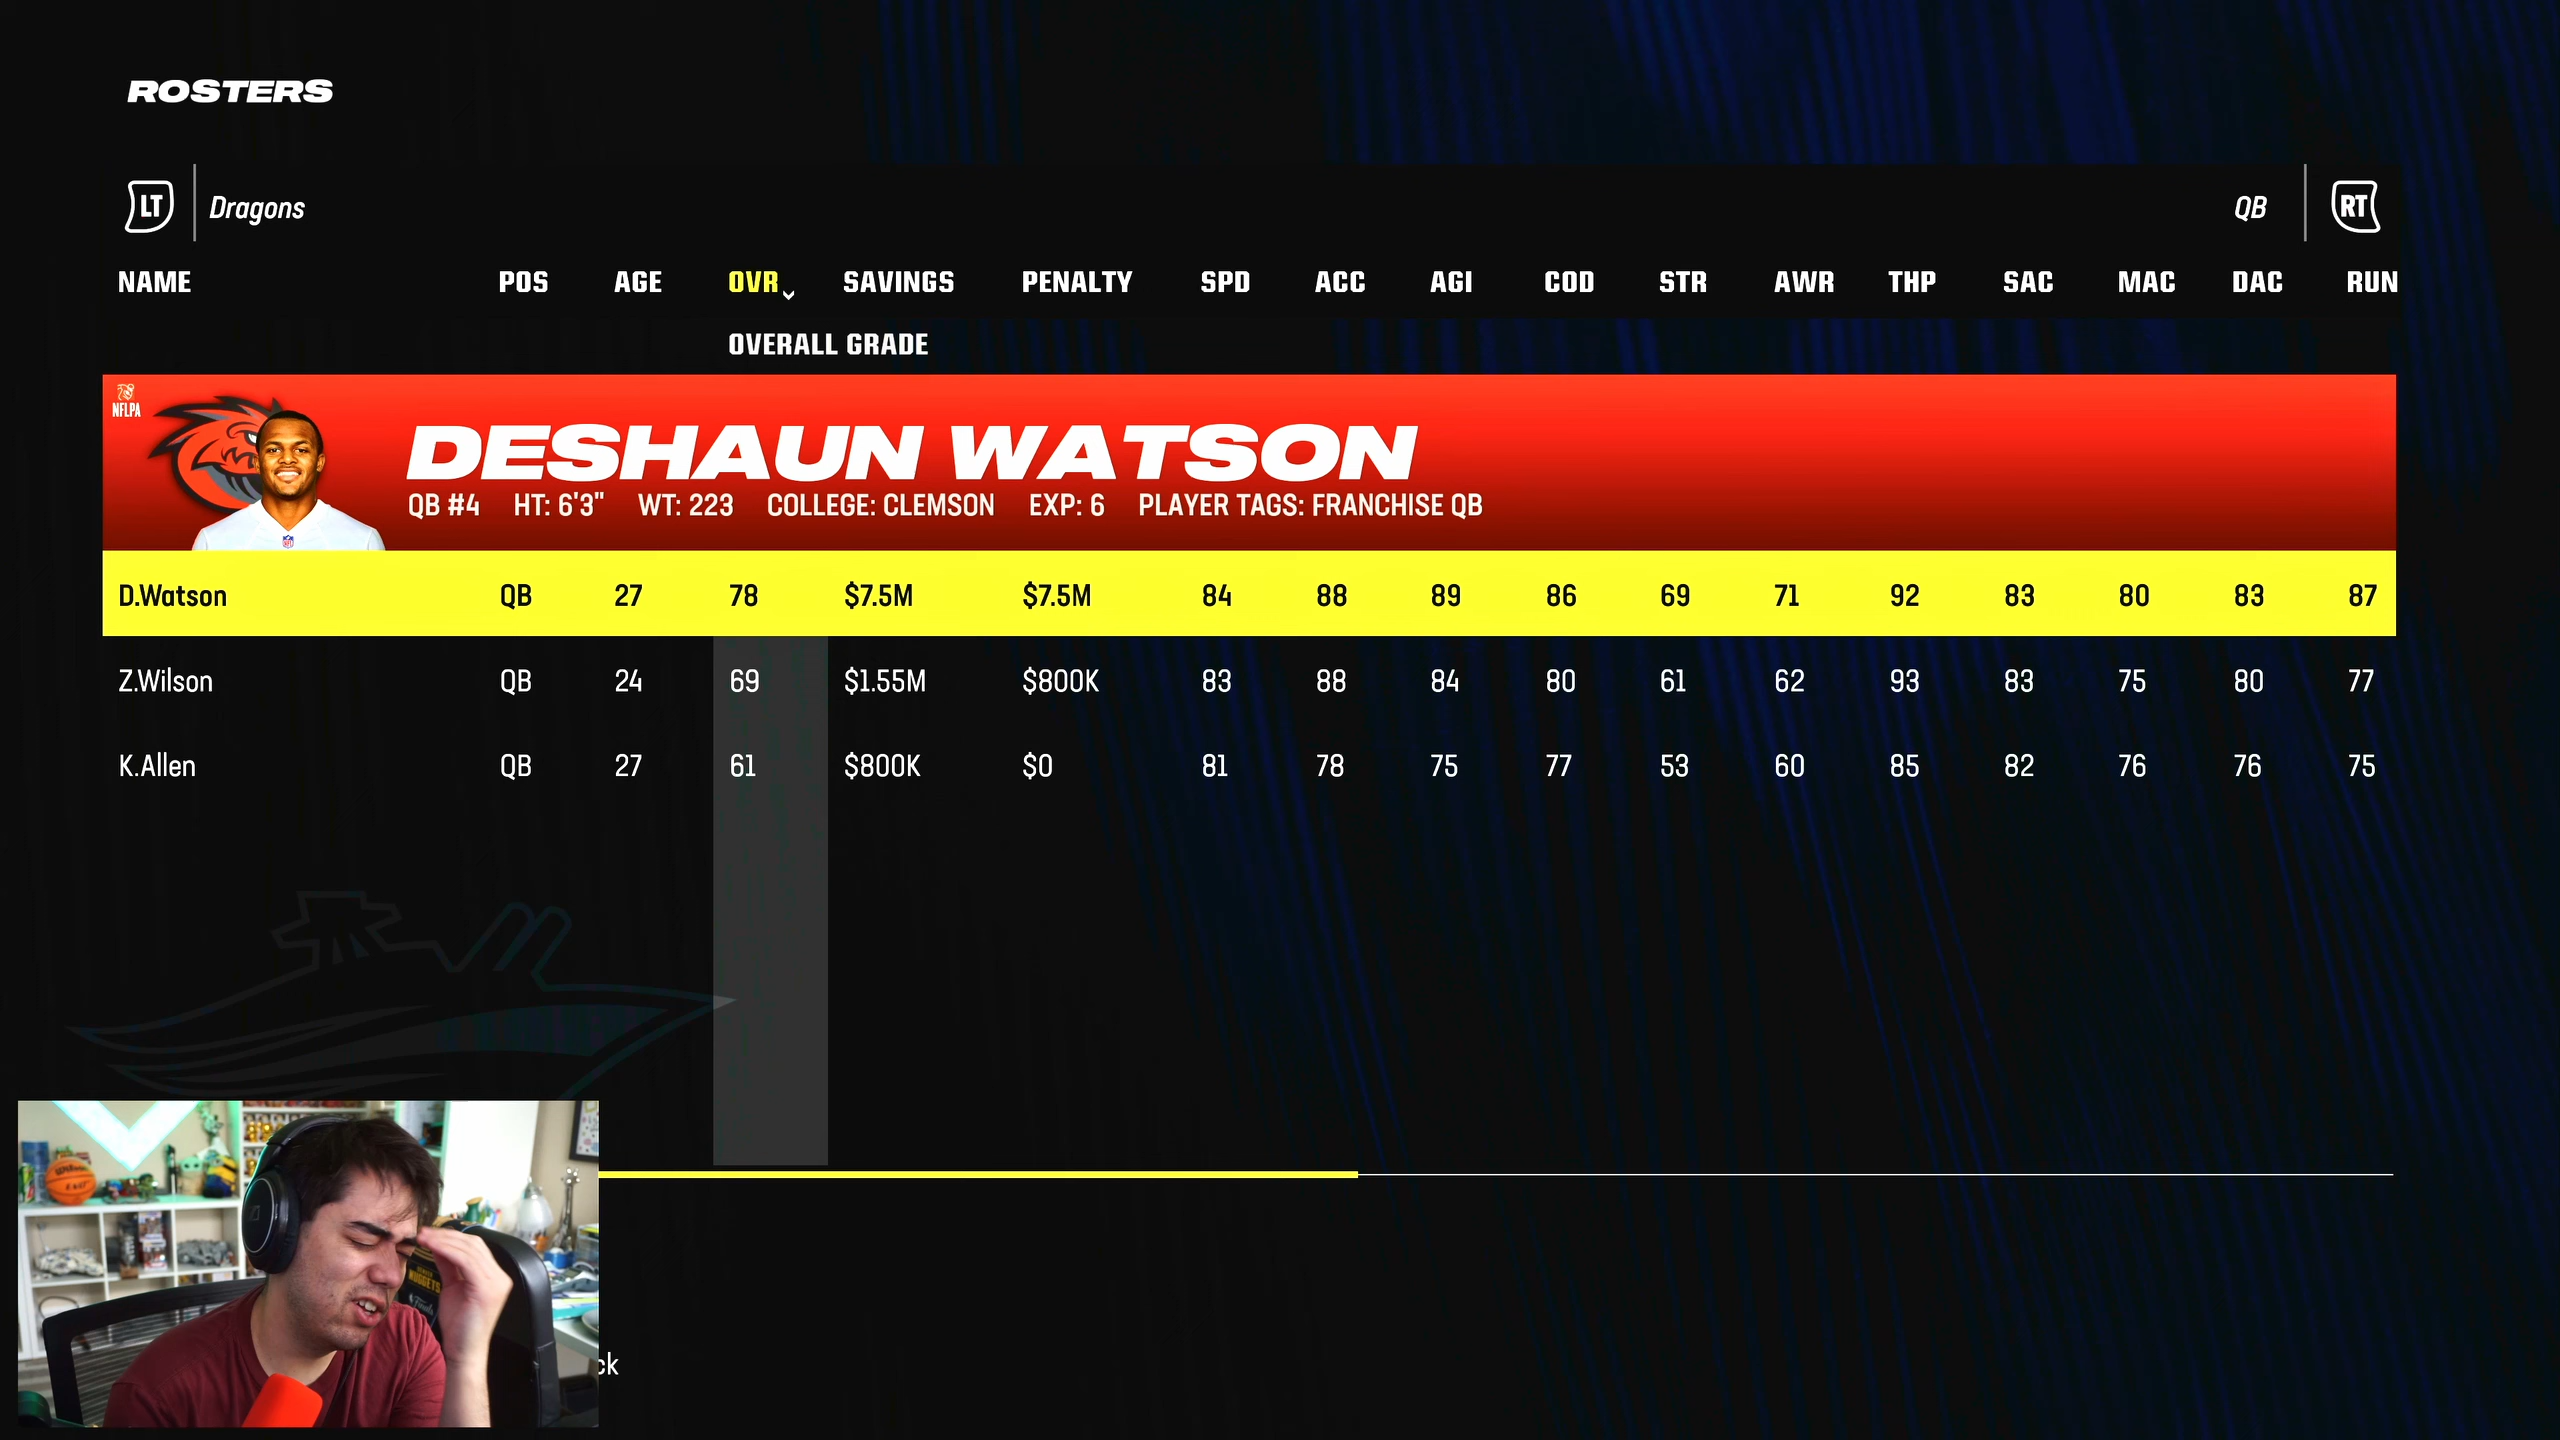 ROSTERS
LT Dragons QB RT
NAME POS AGE OVR SAVINGS PENALTY SPD ACC AGI COD STR AWR THP SAC MAC DAC RUN
OVERALL GRADE
NFLPA
DESHAUN WATSON
QB #4 HT: 6'3" WT: 223 COLLEGE: CLEMSON EXP: 6 PLAYER TAGS: FRANCHISE QB
D.Watson QB 27 78 $7.5M $7.5M 84 88 89 86 69 71 92 83 80 83 87
Z.Wilson QB 24 69 $1.55M $800K 83 88 84 80 61 62 93 83 75 80 77
K.Allen QB 27 61 $800K $0 81 78 75 77 53 60 85 82 76 76 75
NUGGETS
ck